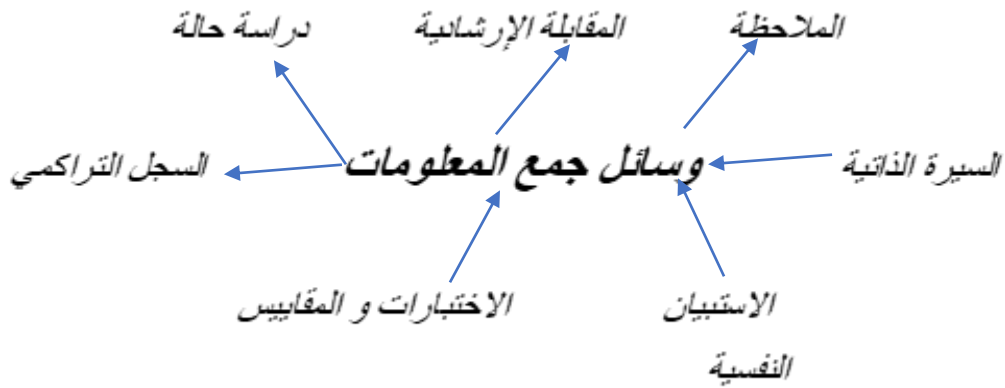 الملاحظة المقابلة الإرشادية دراسة حالة
السيرة الذاتية وسائل جمع المعلومات السجل التراكمي
الاستبيان الاختبارات و المقاييس
النفسية